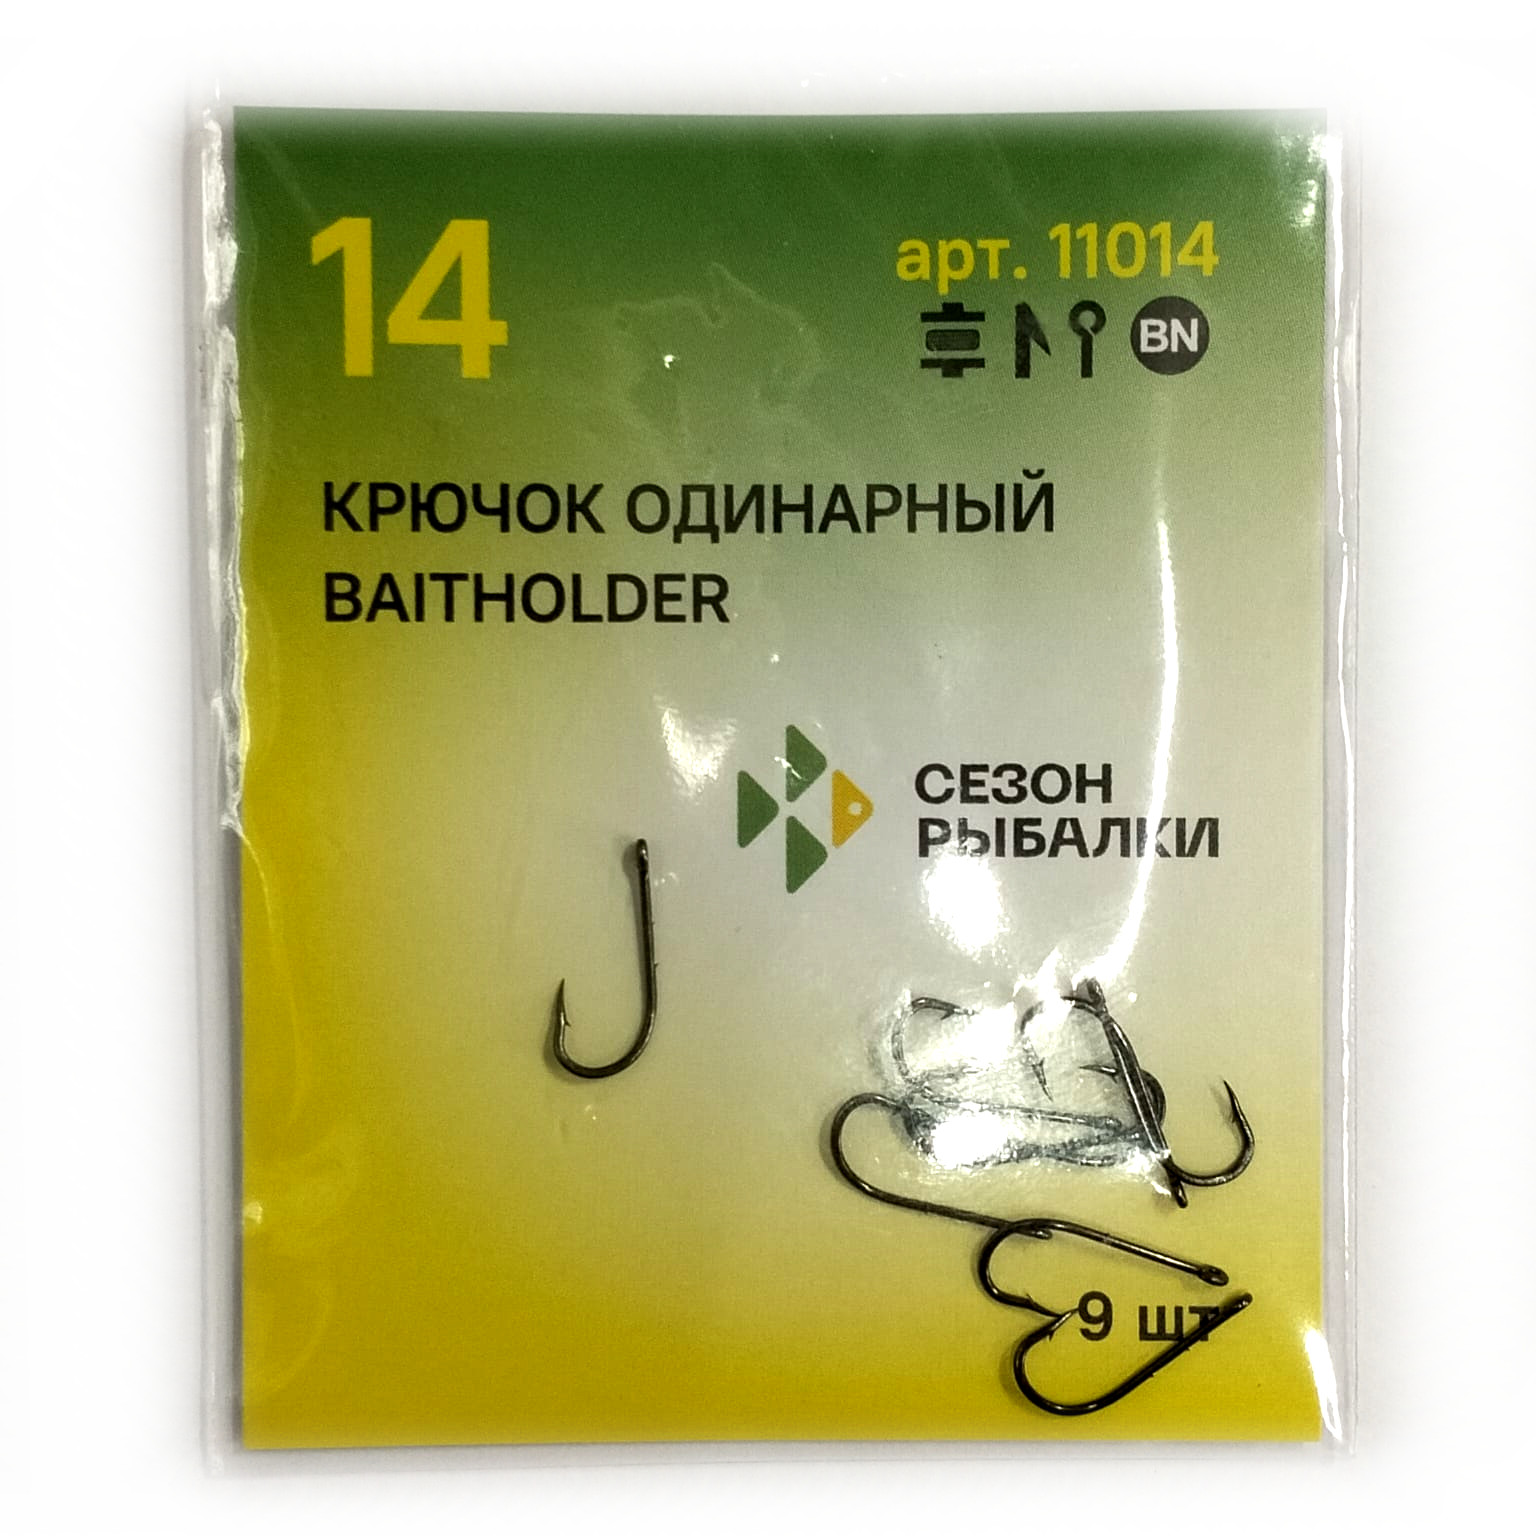 14
арт. 11014
BN
КРЮЧОК ОДИНАРНЫЙ
BAITHOLDER
СЕЗОН
РЫБАЛКИ
9 шт